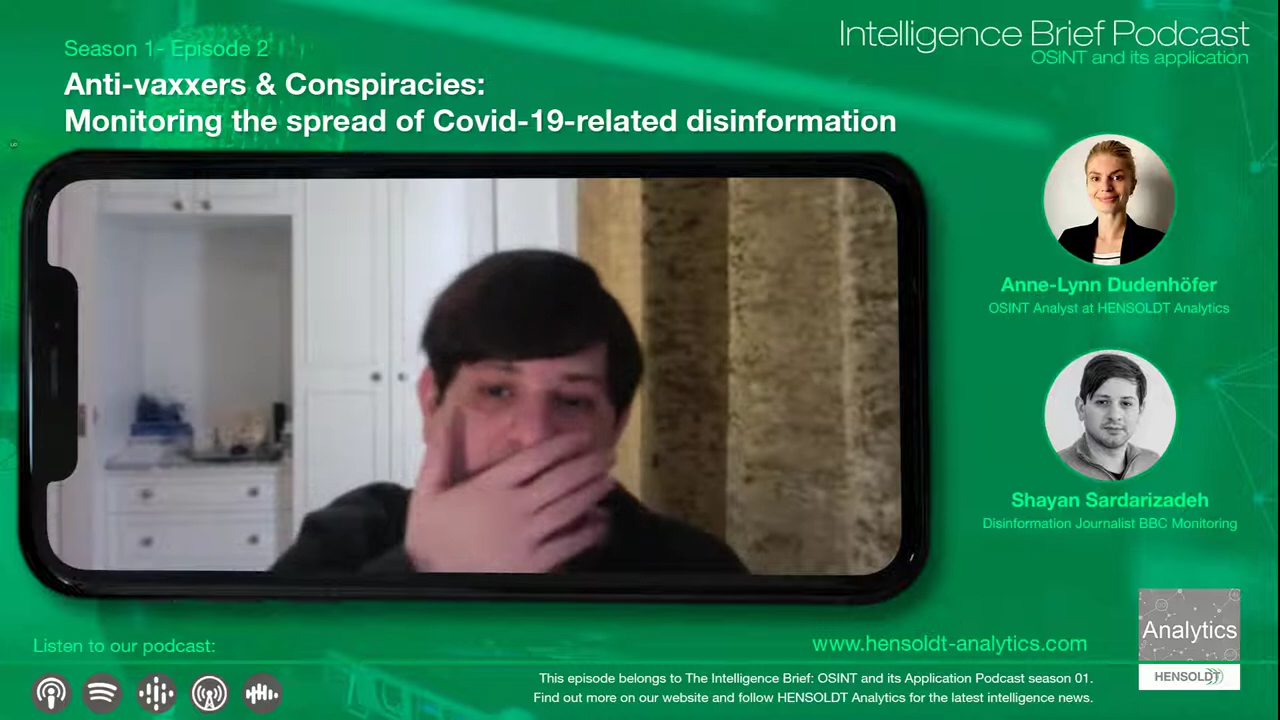 Season 1- Episode 2
Anti-vaxxers & Conspiracies:
Monitoring the spread of Covid-19-related disinformation
Intelligence Brief Podcast
OSINT and its application
Anne-Lynn Dudenhöfer
OSINT Analyst at HENSOLDT Analytics
Shayan Sardarizadeh
Disinformation Journalist BBC Monitoring
Listen to our podcast:
www.hensoldt-analytics.com
Analytics
HENSOLDT
This episode belongs to The Intelligence Brief: OSINT and its Application Podcast season 01.
Find out more on our website and follow HENSOLDT Analytics for the latest intelligence news.